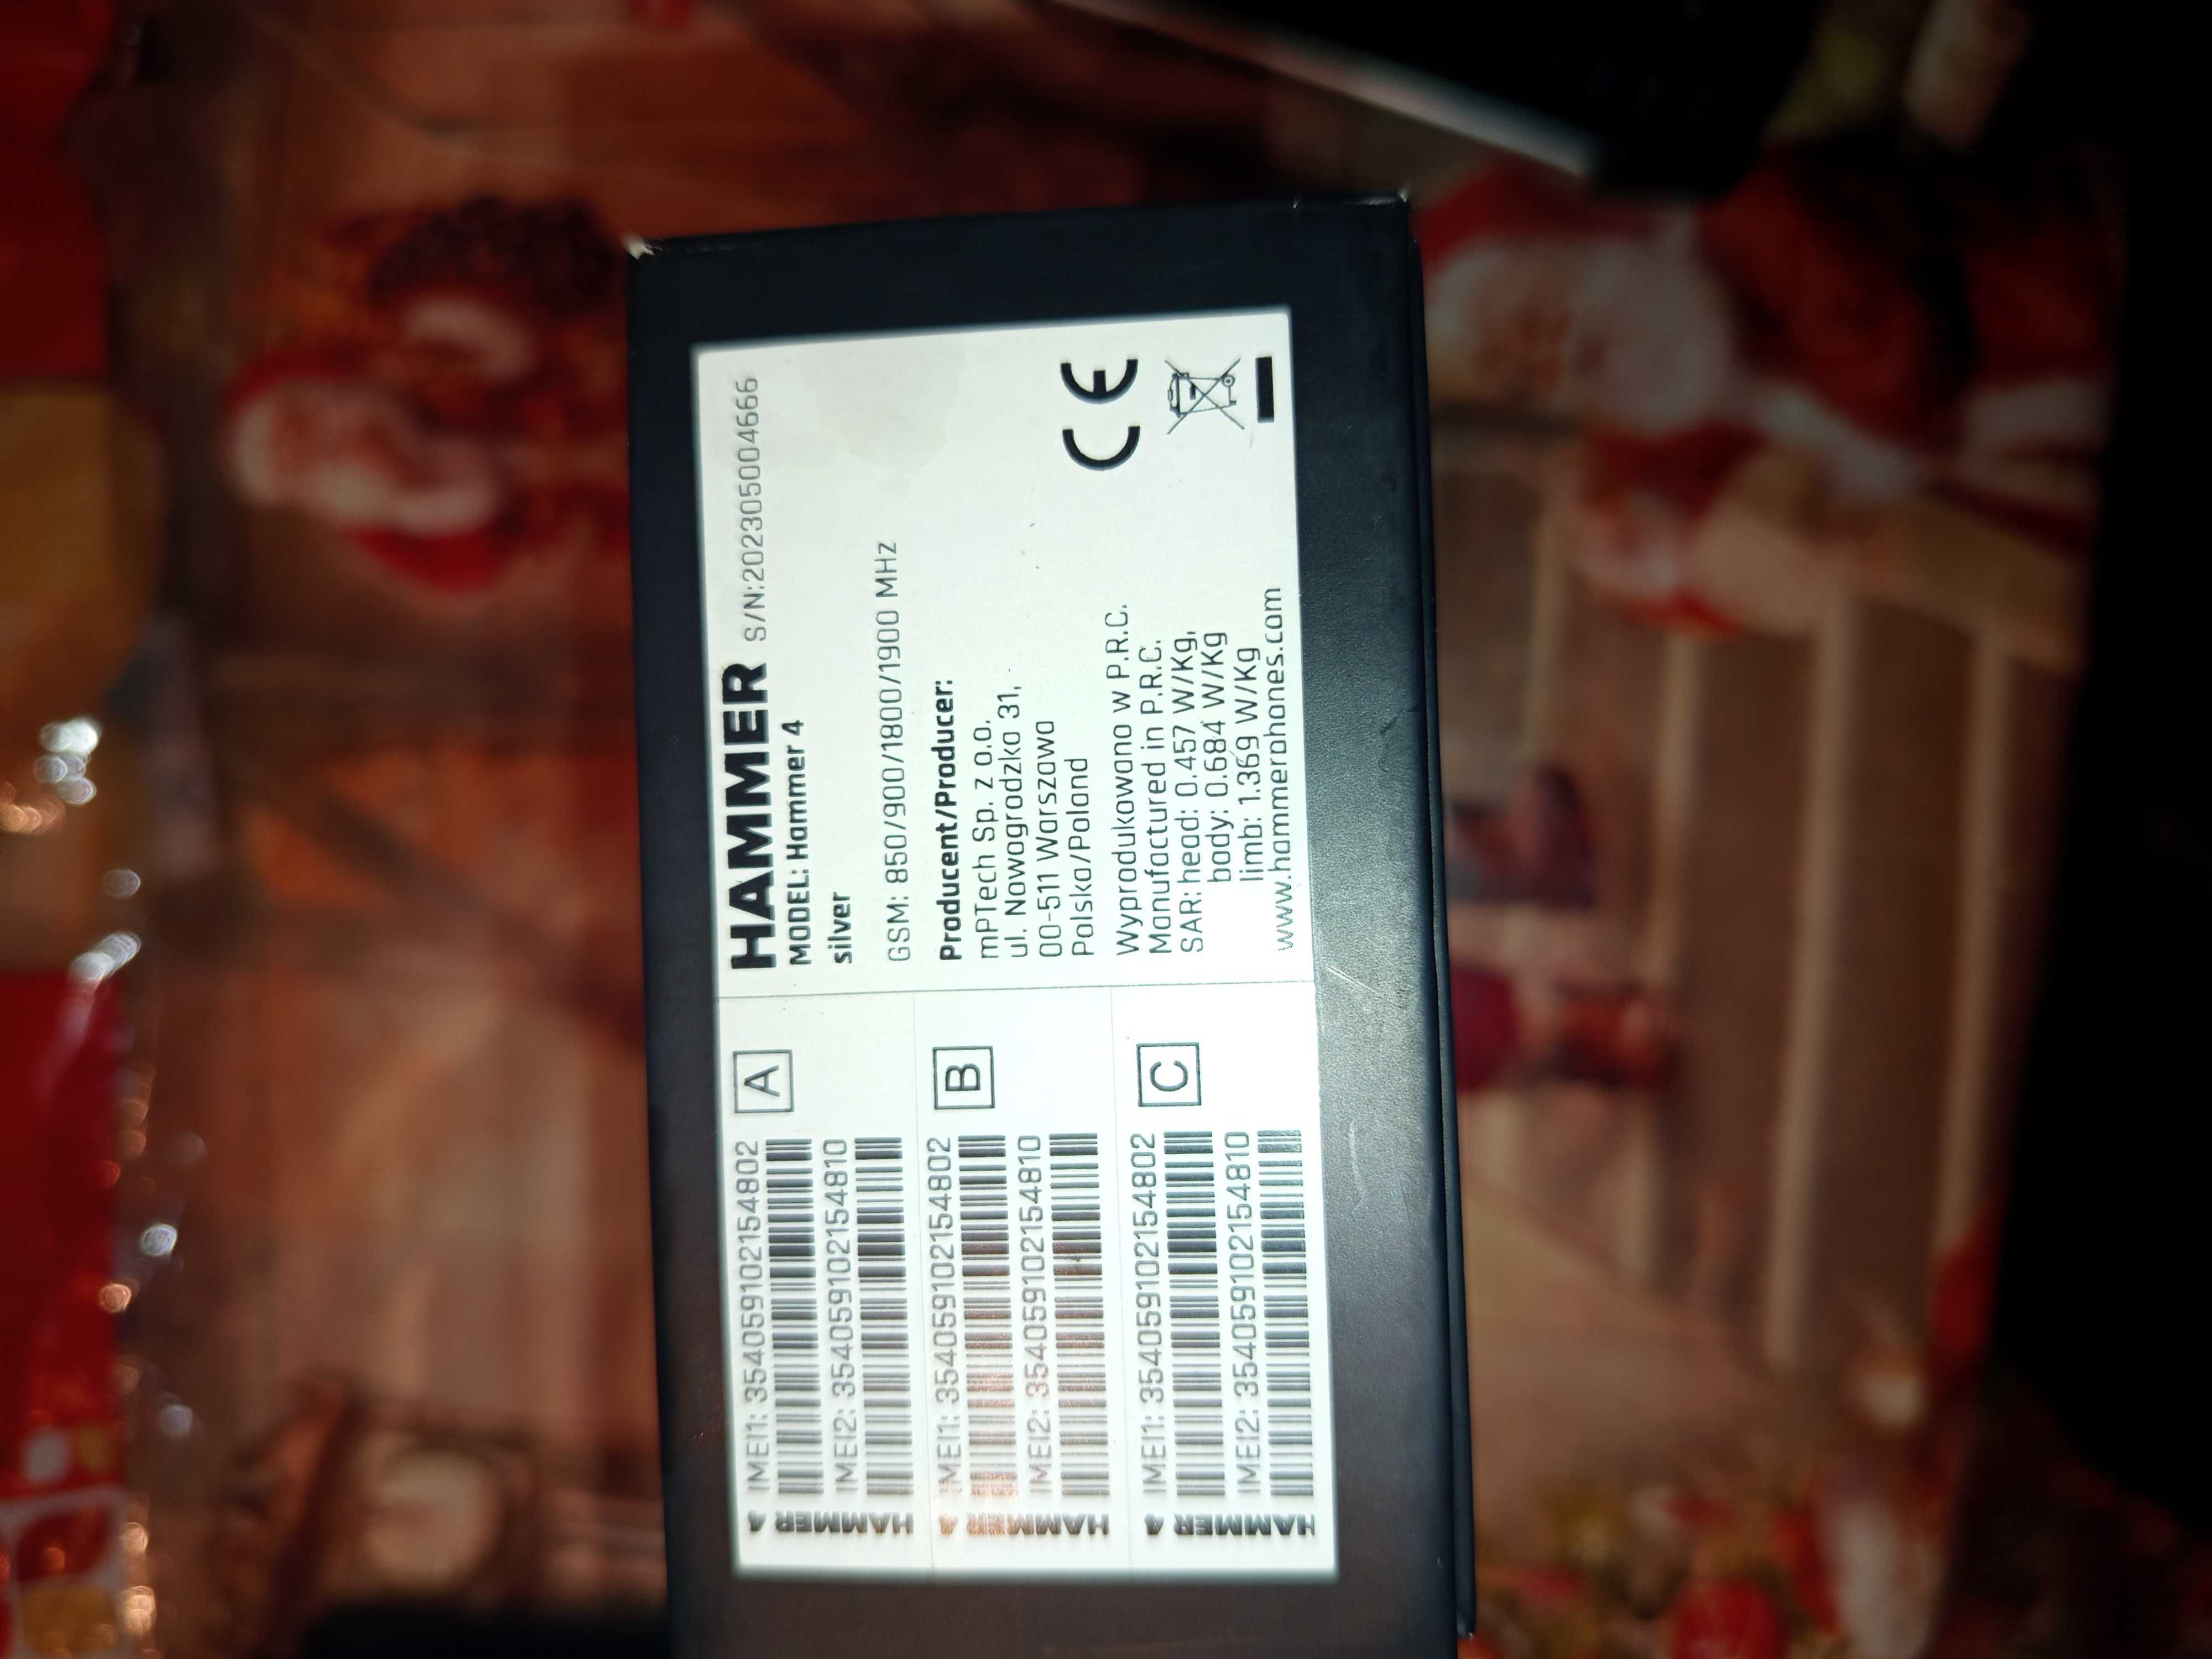 HAMMER 4
IMEI1: 354059102154802
IMEI2: 354059102154810
A
HAMMER 4
IMEI1: 354059102154802
IMEI2: 354059102154810
B
HAMMER 4
IMEI1: 354059102154802
IMEI2: 354059102154810
C
HAMMER S/N:202305004666
MODEL: Hammer 4
silver
GSM: 850/900/1800/1900 MHz
Producent/Producer:
mPTech Sp. z o.o.
ul. Nowogrodzka 31,
00-511 Warszawa
Polska/Poland
Wyprodukowano w P.R.C.
Manufactured in P.R.C.
SAR: head: 0.457 W/Kg,
body: 0.684 W/Kg
limb: 1.369 W/Kg
www.hammerphones.com
CE